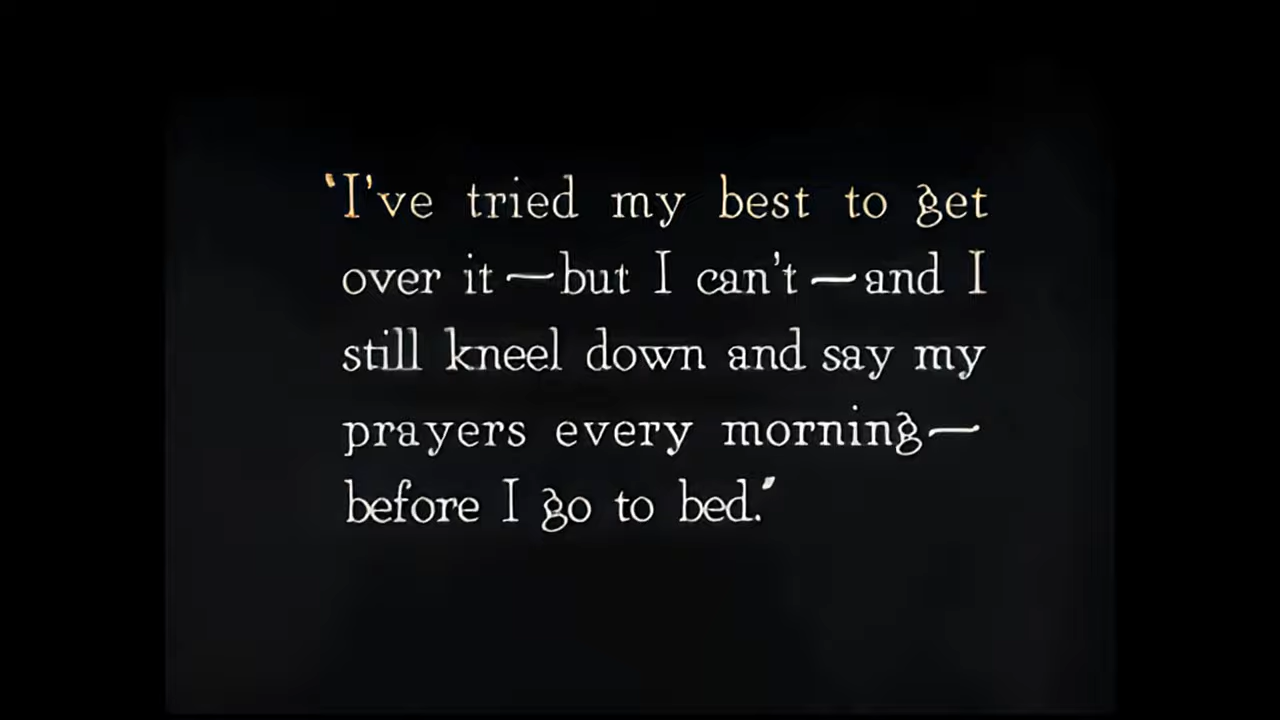 ‛I've tried my best to get
over it—but I can't—and I
still kneel down and say my
prayers every morning—
before I go to bed.’